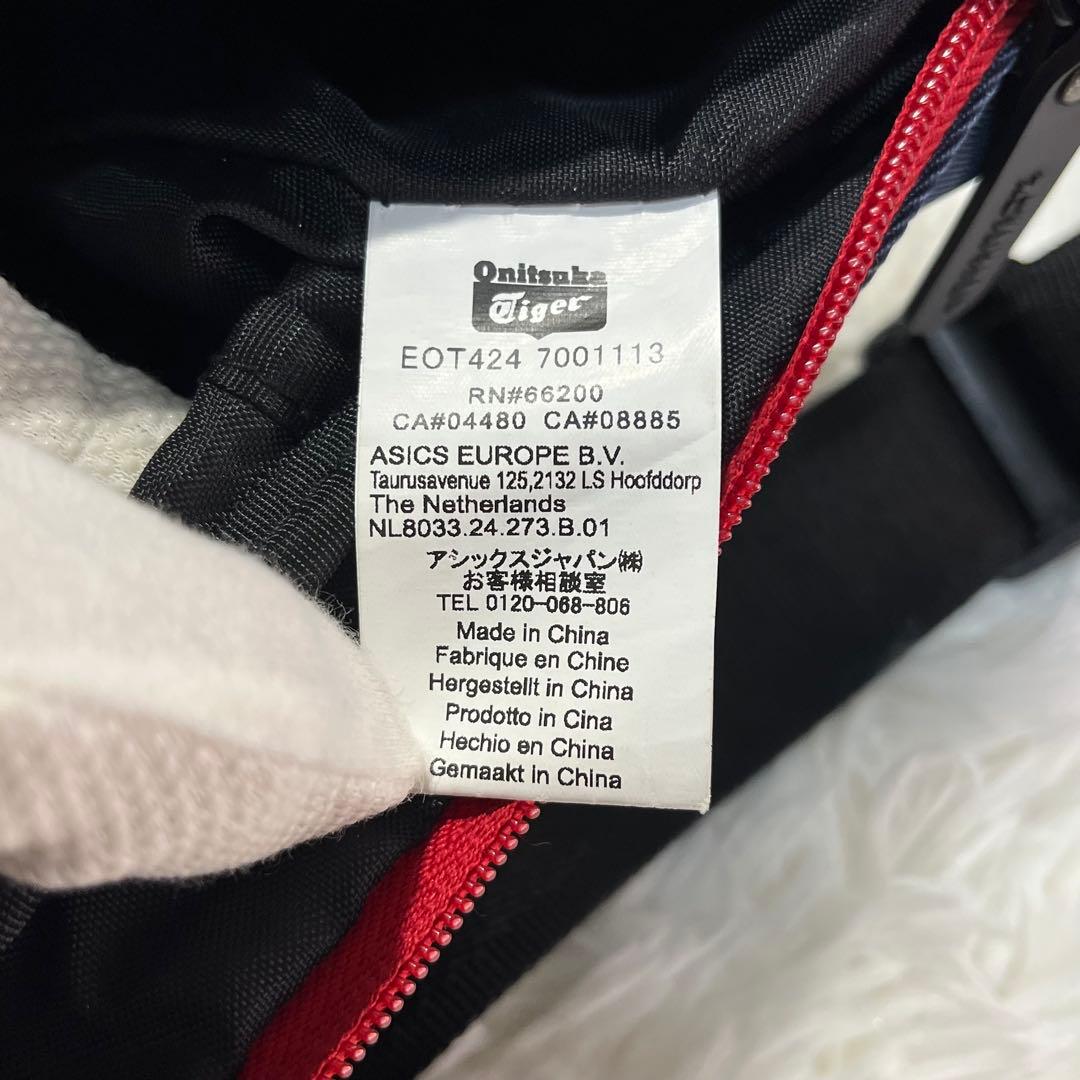 Onitsuka
Tiger
EOT424 7001113
RN#66200
CA#04480 CA#08885
ASICS EUROPE B.V.
Taurusavenue 125,2132 LS Hoofddorp
The Netherlands
NL8033.24.273.B.01
アシックスジャパン㈱
お客様相談室
TEL 0120-068-806
Made in China
Fabriqué en Chine
Hergestellt in China
Prodotto in Cina
Hechio en China
Gemaakt in China